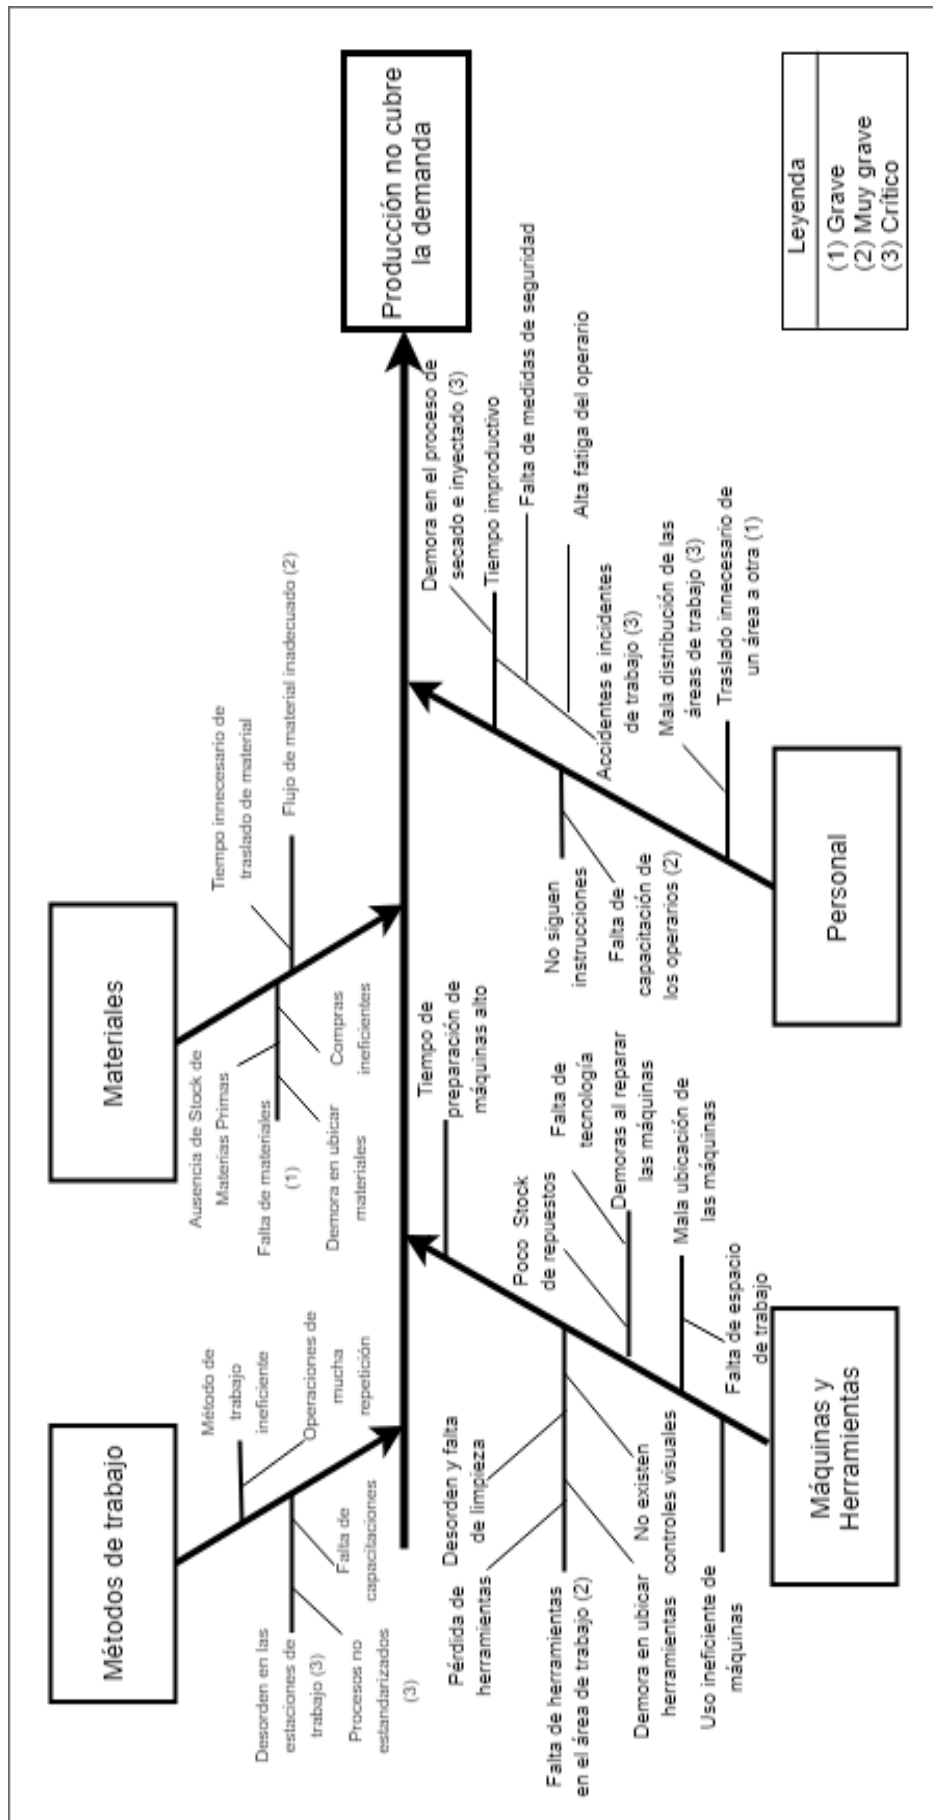 Métodos de trabajo
Materiales
Método de
trabajo
ineficiente
Operaciones de
mucha
repetición
Desorden en las
estaciones de
trabajo (3)
Falta de
capacitaciones
Procesos no
estandarizados
(3)
Ausencia de Stock de
Materias Primas
Falta de materiales
(1)
Demora en ubicar
materiales
Compras
ineficientes
Tiempo innecesario de
traslado de material
Flujo de material inadecuado (2)
Producción no cubre
la demanda
Tiempo de
preparación de
máquinas alto
Pérdida de
herramientas
Desorden y falta
de limpieza
Falta de herramientas
en el área de trabajo (2)
Demora en ubicar
herramientas
No existen
controles visuales
Uso ineficiente de
máquinas
Poco Stock
de repuestos
Falta de
tecnología
Demoras al reparar
las máquinas
Mala ubicación de
las máquinas
Falta de espacio
de trabajo
Máquinas y
Herramientas
Demora en el proceso de
secado e inyectado (3)
Tiempo improductivo
Falta de medidas de seguridad
Alta fatiga del operario
Accidentes e incidentes
de trabajo (3)
No siguen
instrucciones
Falta de
capacitación de
los operarios (2)
Mala distribución de las
áreas de trabajo (3)
Traslado innecesario de
un área a otra (1)
Personal
Leyenda
(1) Grave
(2) Muy grave
(3) Crítico